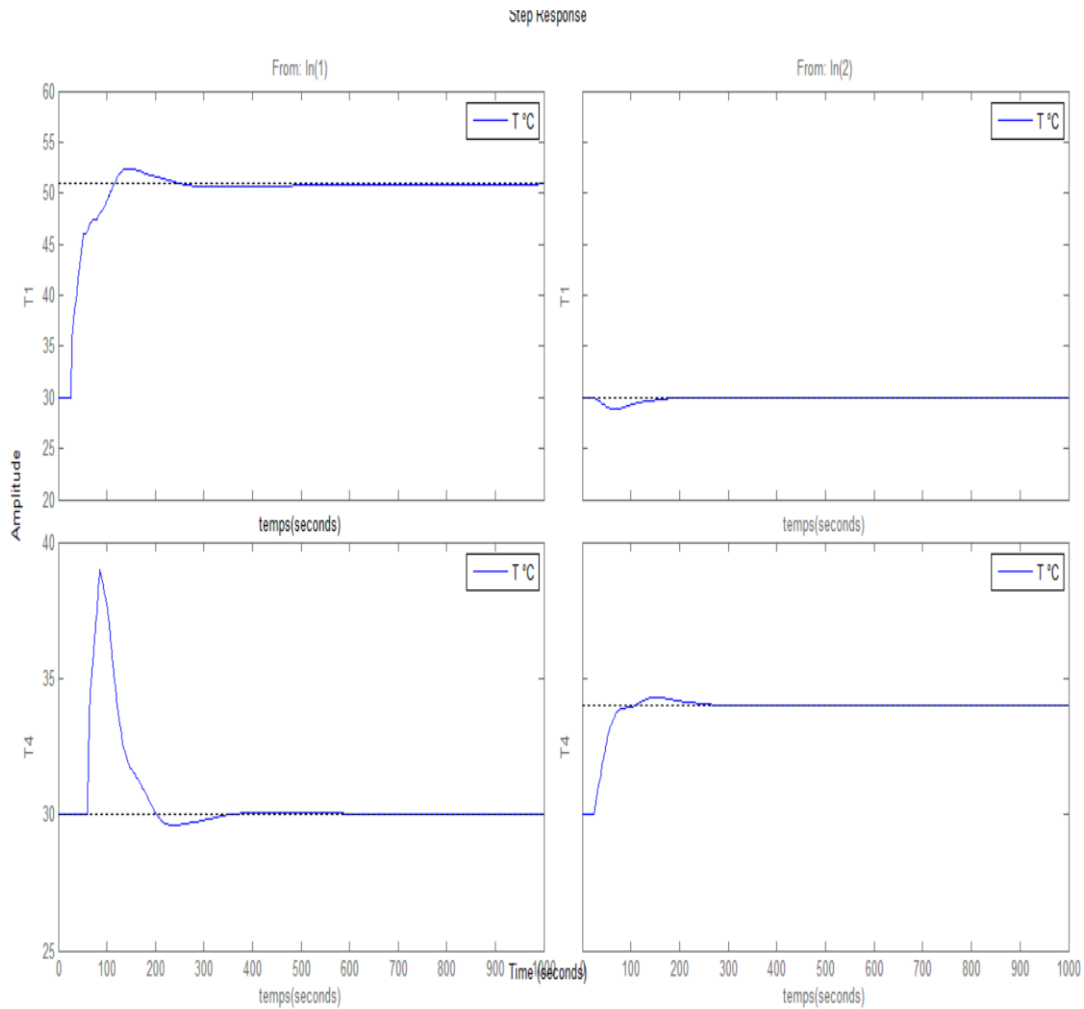 Step Response
From: In(1)
From: In(2)
60
55
50
45
40
35
30
25
20
T1
T °C
temps(seconds)
T1
T °C
temps(seconds)
Amplitude
40
35
30
25
T4
T °C
0 100 200 300 400 500 600 700 800 900 1000
temps(seconds)
Time (seconds)
T4
T °C
100 200 300 400 500 600 700 800 900 1000
temps(seconds)